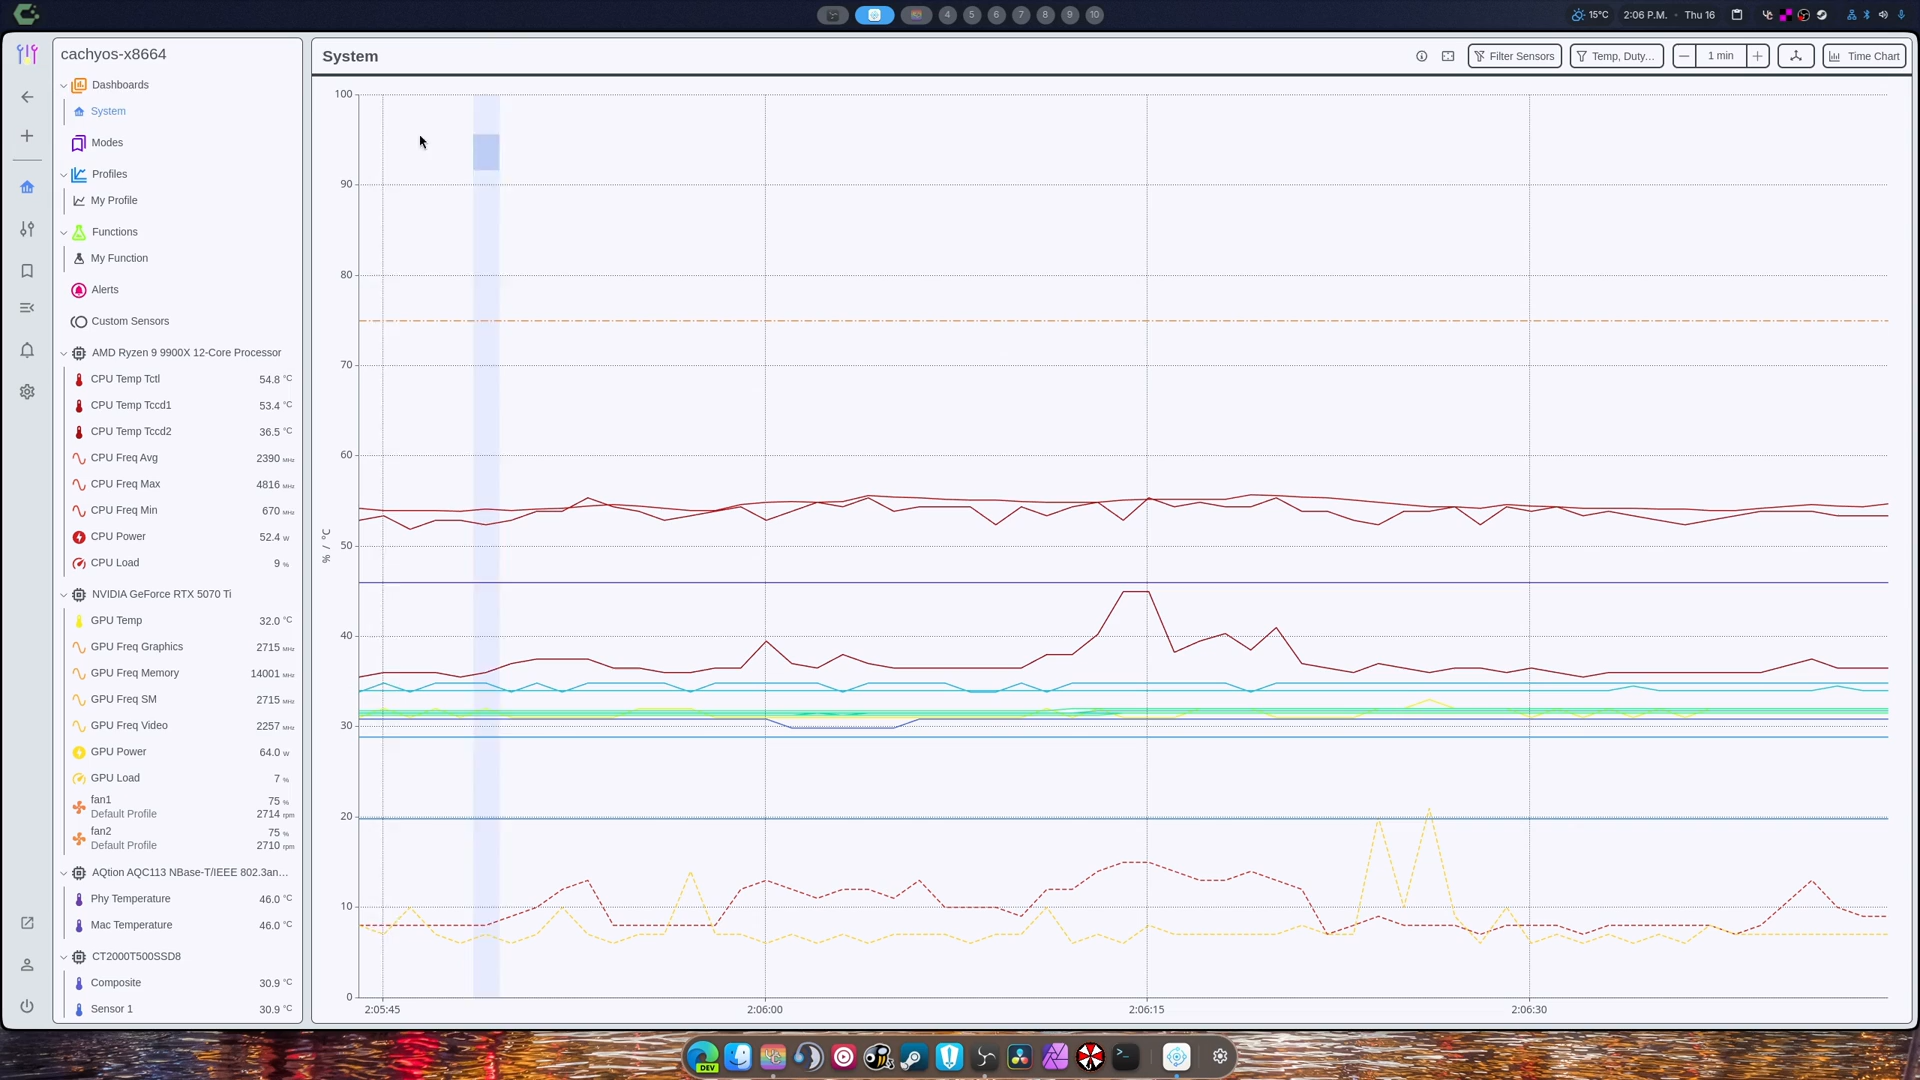 4 5 6 7 8 9 10
15°C 2:06 P.M. • Thu 16
cachyos-x8664
Dashboards
System
Modes
Profiles
My Profile
Functions
My Function
Alerts
Custom Sensors
AMD Ryzen 9 9900X 12-Core Processor
CPU Temp Tctl 54.8 °C
CPU Temp Tccd1 53.4 °C
CPU Temp Tccd2 36.5 °C
CPU Freq Avg 2390 MHz
CPU Freq Max 4816 MHz
CPU Freq Min 670 MHz
CPU Power 52.4 W
CPU Load 9 %
NVIDIA GeForce RTX 5070 Ti
GPU Temp 32.0 °C
GPU Freq Graphics 2715 MHz
GPU Freq Memory 14001 MHz
GPU Freq SM 2715 MHz
GPU Freq Video 2257 MHz
GPU Power 64.0 W
GPU Load 7 %
fan1 75 %
Default Profile 2714 rpm
fan2 75 %
Default Profile 2710 rpm
AQtion AQC113 NBase-T/IEEE 802.3an...
Phy Temperature 46.0 °C
Mac Temperature 46.0 °C
CT2000T500SSD8
Composite 30.9 °C
Sensor 1 30.9 °C
System
Filter Sensors
Temp, Duty...
1 min
Time Chart
100
90
80
70
60
50
40
30
20
10
0
% / °C
2:05:45 2:06:00 2:06:15 2:06:30
DEV